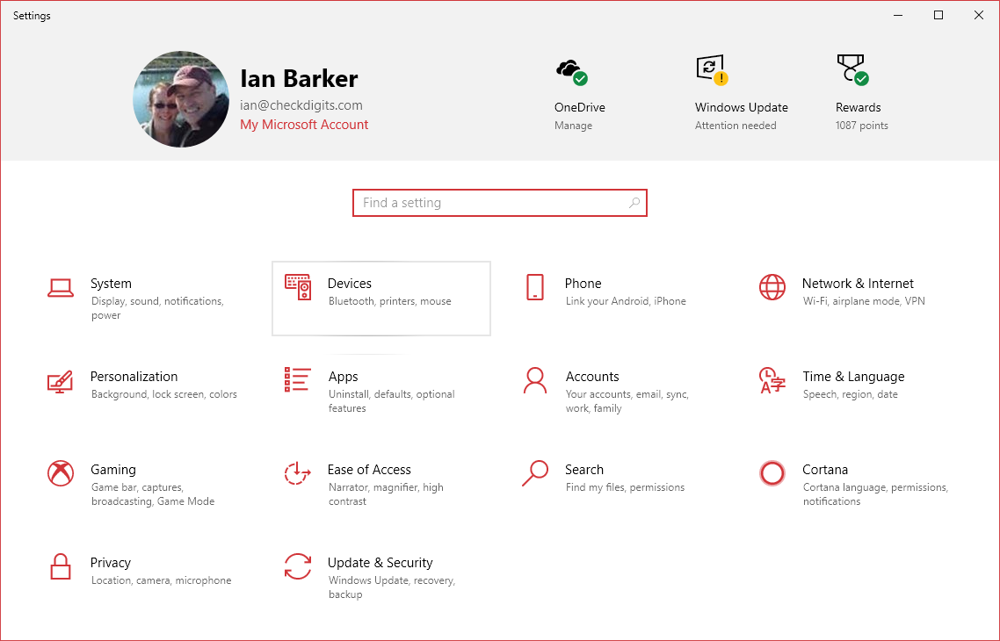 Settings
Ian Barker
ian@checkdigits.com
My Microsoft Account
OneDrive
Manage
Windows Update
Attention needed
Rewards
1087 points
Find a setting
System
Display, sound, notifications,
power
Devices
Bluetooth, printers, mouse
Phone
Link your Android, iPhone
Network & Internet
Wi-Fi, airplane mode, VPN
Personalization
Background, lock screen, colors
Apps
Uninstall, defaults, optional
features
Accounts
Your accounts, email, sync,
work, family
Time & Language
Speech, region, date
Gaming
Game bar, captures,
broadcasting, Game Mode
Ease of Access
Narrator, magnifier, high
contrast
Search
Find my files, permissions
Cortana
Cortana language, permissions,
notifications
Privacy
Location, camera, microphone
Update & Security
Windows Update, recovery,
backup